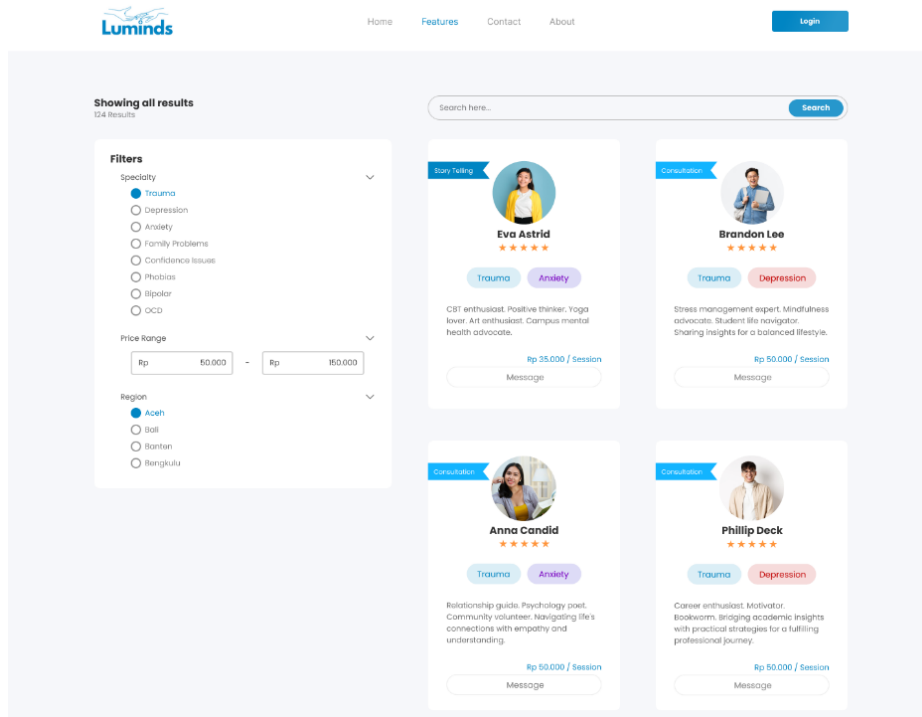 Luminds
Home Features Contact About
Login
Showing all results
124 Results
Search here...
Search
Filters
Specialty
Trauma
Depression
Anxiety
Family Problems
Confidence Issues
Phobias
Bipolar
OCD
Price Range
Rp 50.000 - Rp 150.000
Region
Aceh
Bali
Banten
Bengkulu
Story Telling
Eva Astrid
Trauma Anxiety
CBT enthusiast. Positive thinker. Yoga
lover. Art enthusiast. Campus mental
health advocate.
Rp 35.000 / Session
Message
Consultation
Brandon Lee
Trauma Depression
Stress management expert. Mindfulness
advocate. Student life navigator.
Sharing insights for a balanced lifestyle.
Rp 50.000 / Session
Message
Consultation
Anna Candid
Trauma Anxiety
Relationship guide. Psychology poet.
Community volunteer. Navigating life's
connections with empathy and
understanding.
Rp 50.000 / Session
Message
Consultation
Phillip Deck
Trauma Depression
Career enthusiast. Motivator.
Bookworm. Bridging academic insights
with practical strategies for a fulfilling
professional journey.
Rp 50.000 / Session
Message